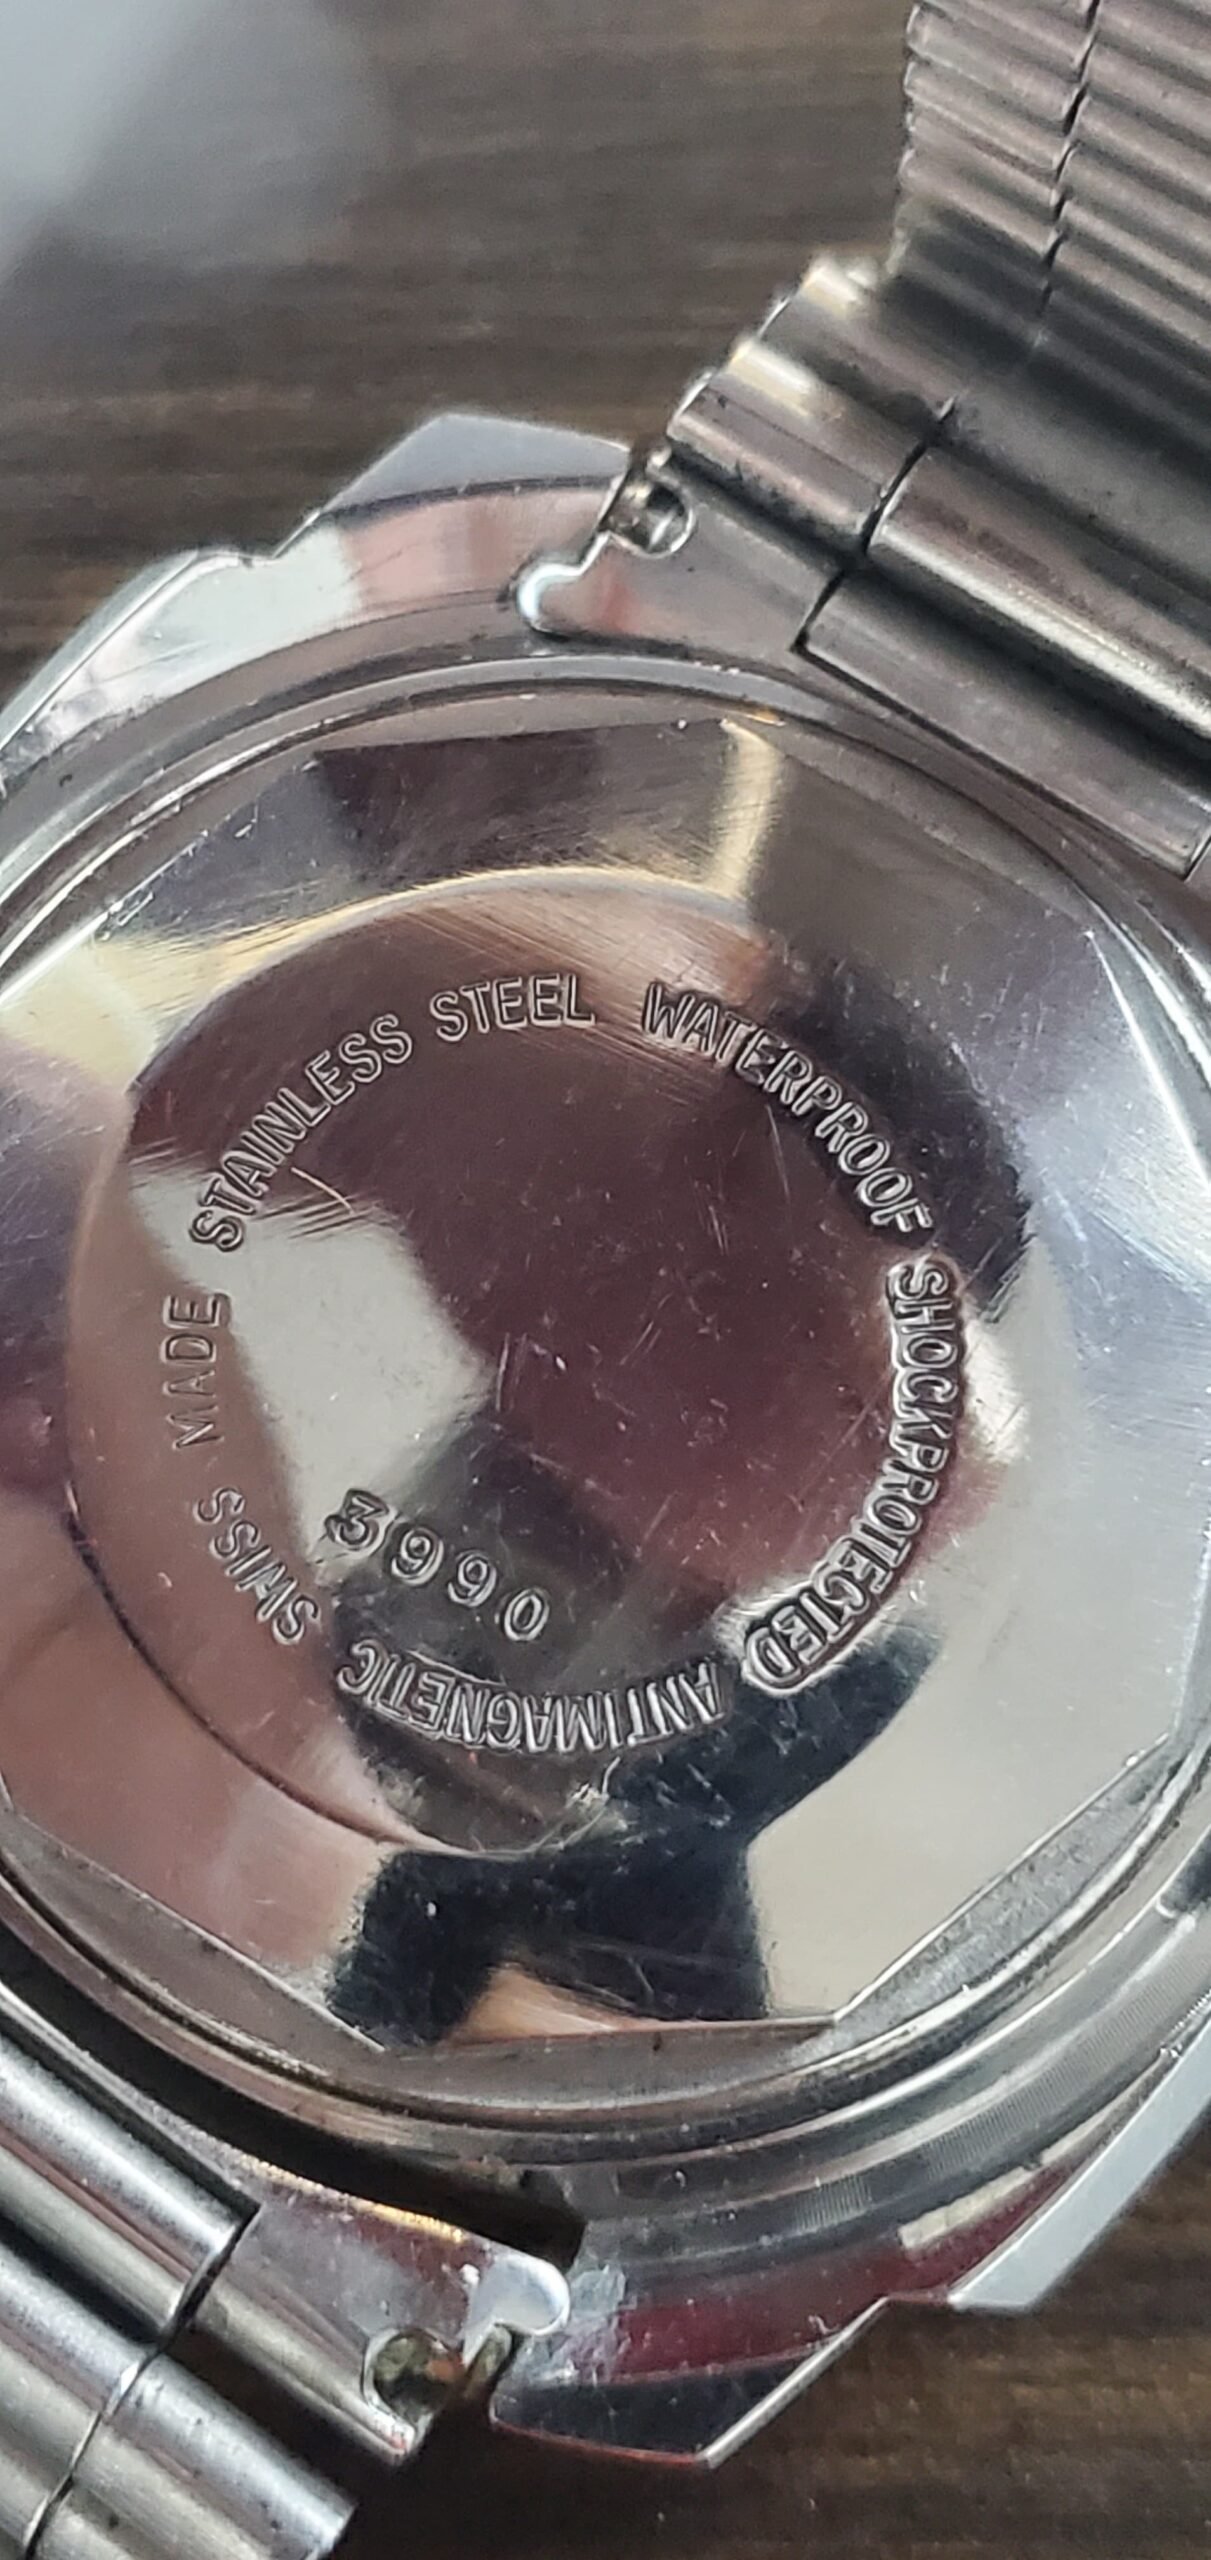 STAINLESS STEEL WATERPROOF SHOCKPROTECTED ANTIMAGNETIC SWISS MADE
3990